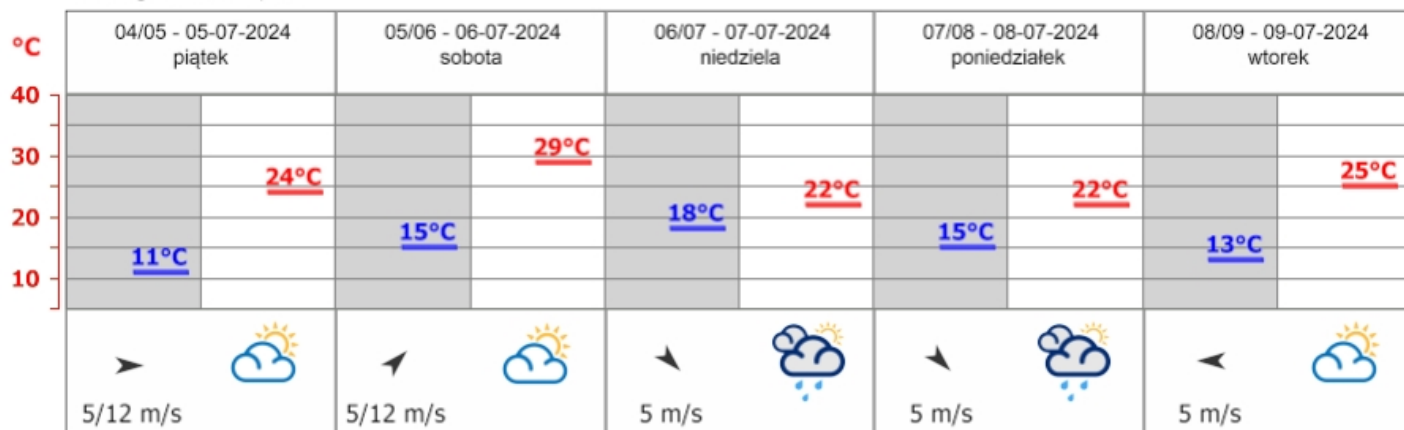 °C
04/05 - 05-07-2024
piątek
05/06 - 06-07-2024
sobota
06/07 - 07-07-2024
niedziela
07/08 - 08-07-2024
poniedziałek
08/09 - 09-07-2024
wtorek
40
30
20
10
11°C
24°C
15°C
29°C
18°C
22°C
15°C
22°C
13°C
25°C
5/12 m/s
5/12 m/s
5 m/s
5 m/s
5 m/s